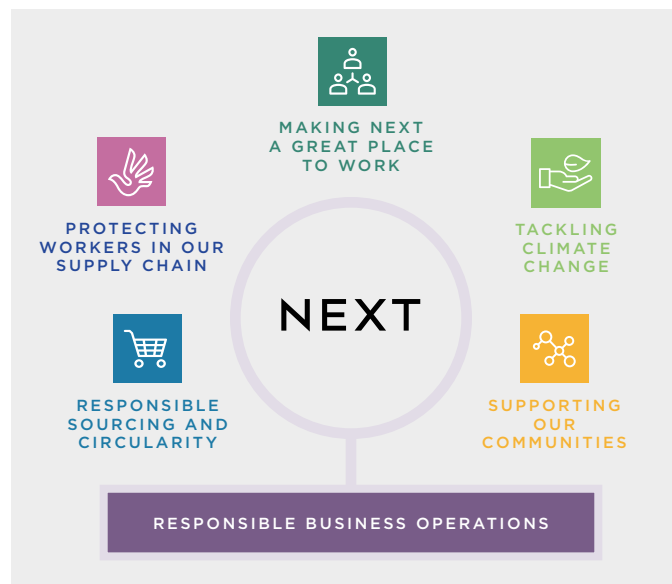 MAKING NEXT
A GREAT PLACE
TO WORK
PROTECTING
WORKERS IN OUR
SUPPLY CHAIN
TACKLING
CLIMATE
CHANGE
NEXT
RESPONSIBLE
SOURCING AND
CIRCULARITY
SUPPORTING
OUR
COMMUNITIES
RESPONSIBLE BUSINESS OPERATIONS